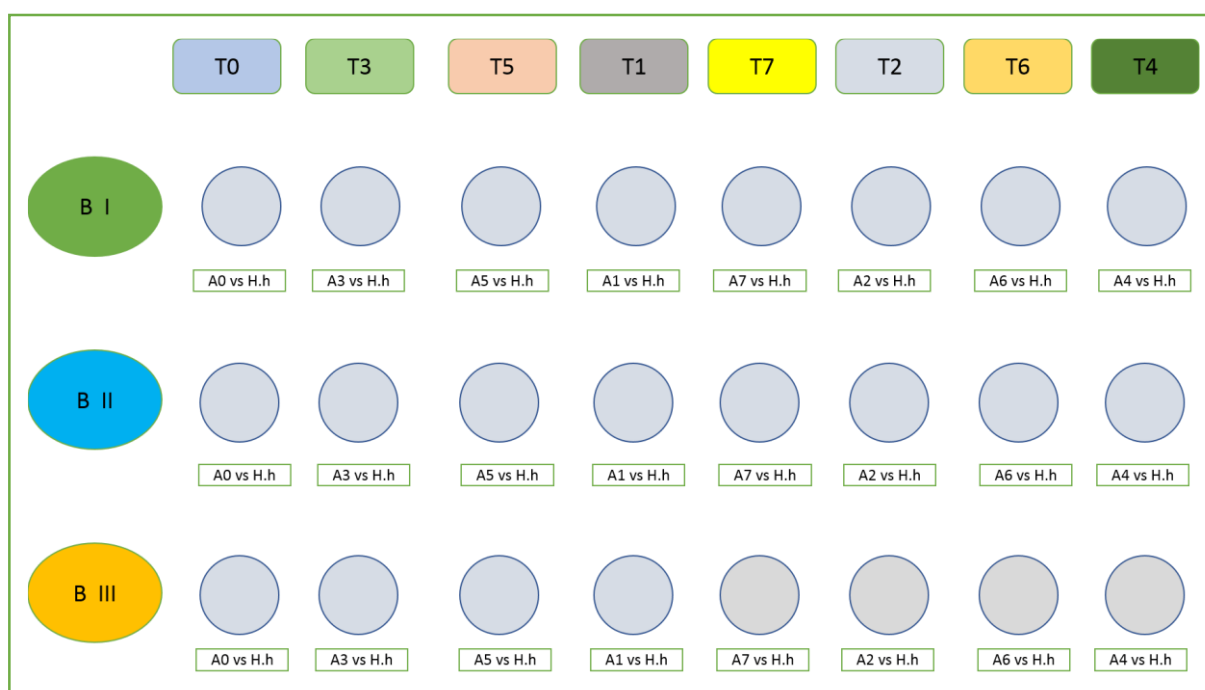 T0 T3 T5 T1 T7 T2 T6 T4
B I
A0 vs H.h A3 vs H.h A5 vs H.h A1 vs H.h A7 vs H.h A2 vs H.h A6 vs H.h A4 vs H.h
B II
A0 vs H.h A3 vs H.h A5 vs H.h A1 vs H.h A7 vs H.h A2 vs H.h A6 vs H.h A4 vs H.h
B III
A0 vs H.h A3 vs H.h A5 vs H.h A1 vs H.h A7 vs H.h A2 vs H.h A6 vs H.h A4 vs H.h